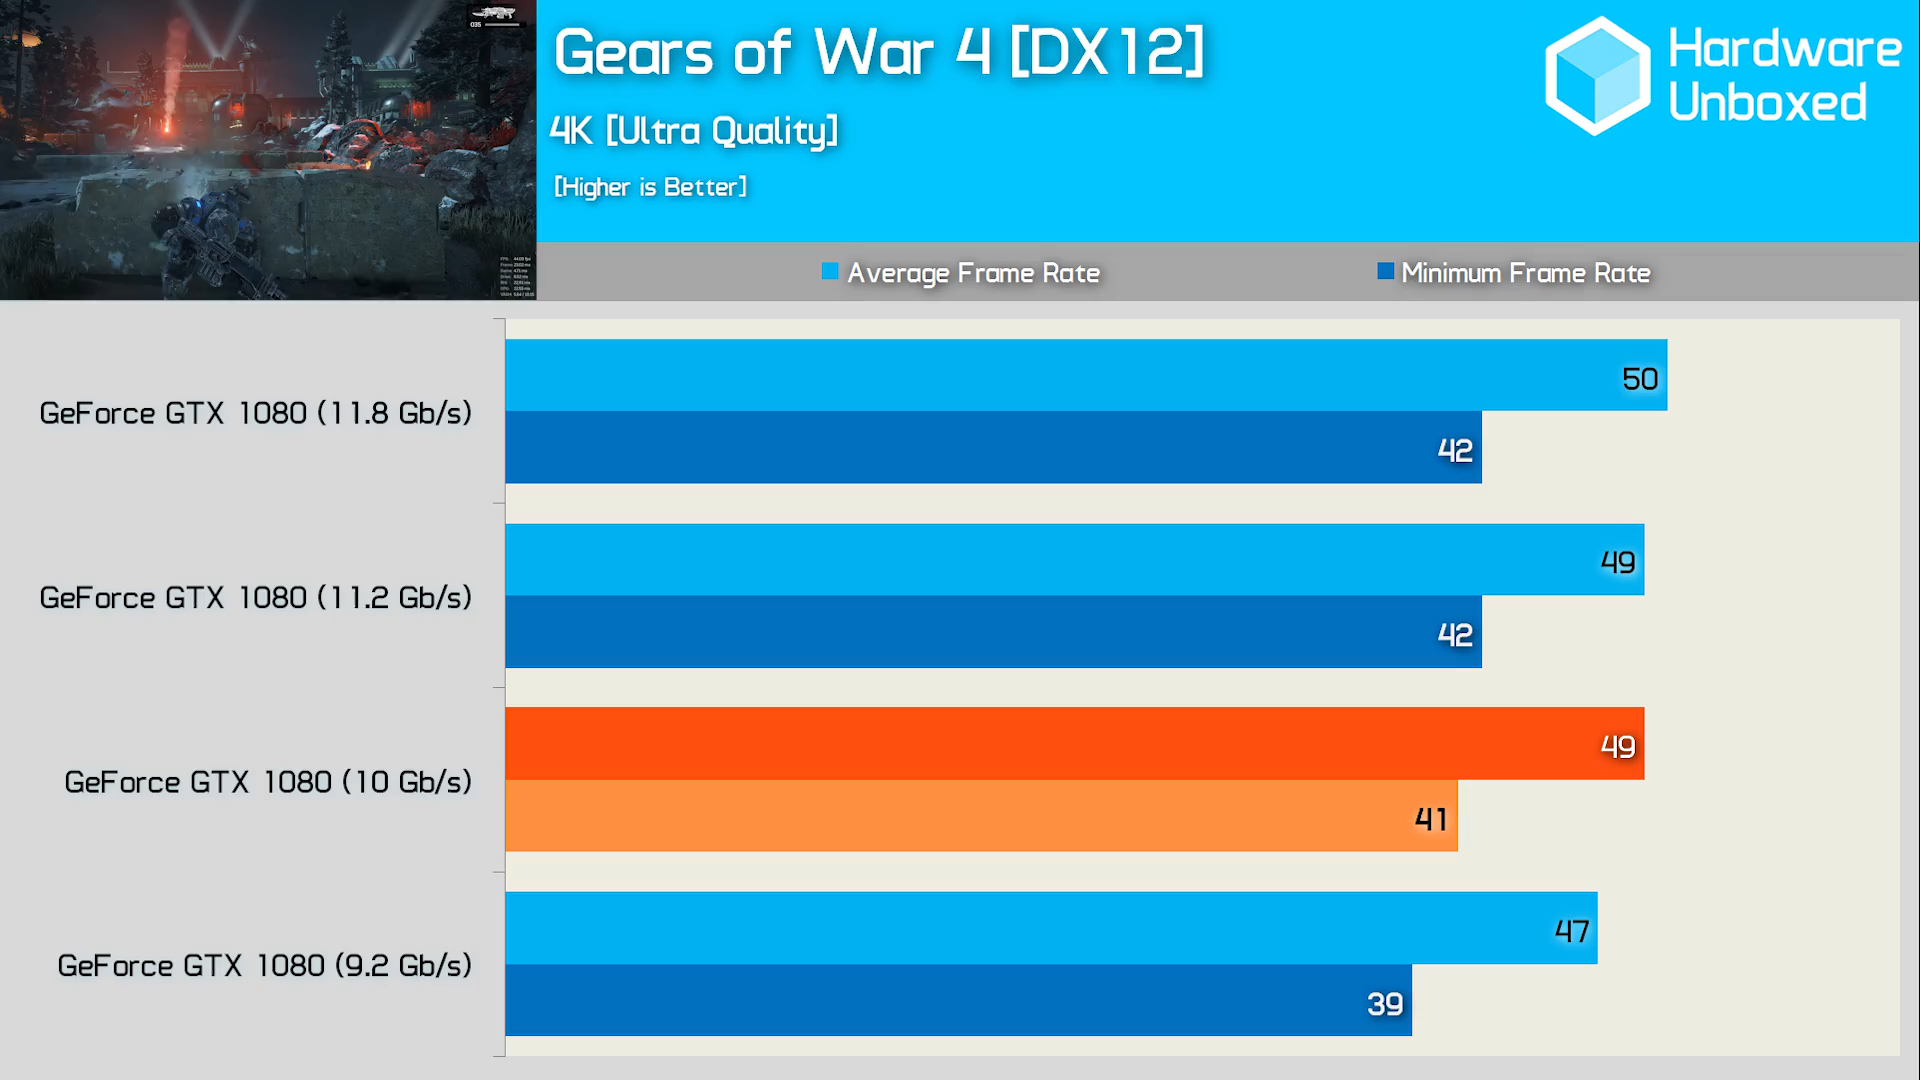 035
Gears of War 4 [DX12]
4K [Ultra Quality]
[Higher is Better]
Hardware
Unboxed
Average Frame Rate
Minimum Frame Rate
GeForce GTX 1080 (11.8 Gb/s)
50
42
GeForce GTX 1080 (11.2 Gb/s)
49
42
GeForce GTX 1080 (10 Gb/s)
49
41
GeForce GTX 1080 (9.2 Gb/s)
47
39